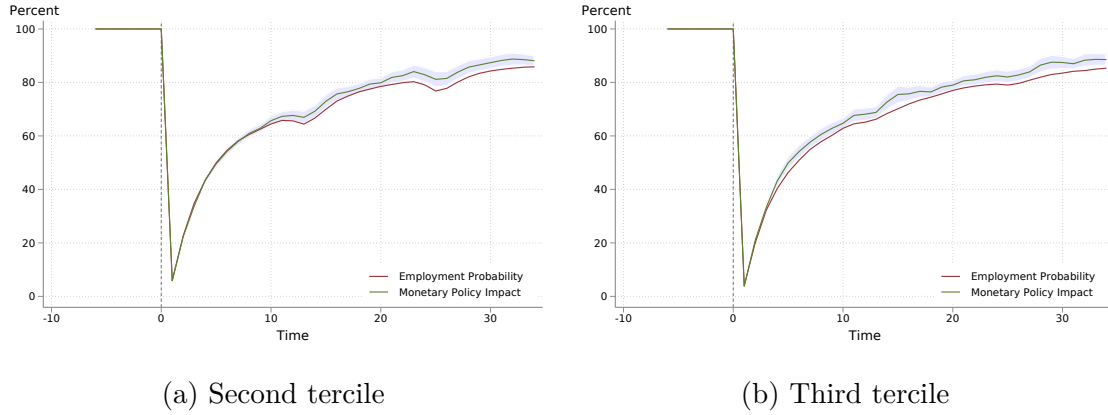 Percent
100
80
60
40
20
0
-10 0 10 20 30
Time
Employment Probability
Monetary Policy Impact
(a) Second tercile
Percent
100
80
60
40
20
0
-10 0 10 20 30
Time
Employment Probability
Monetary Policy Impact
(b) Third tercile